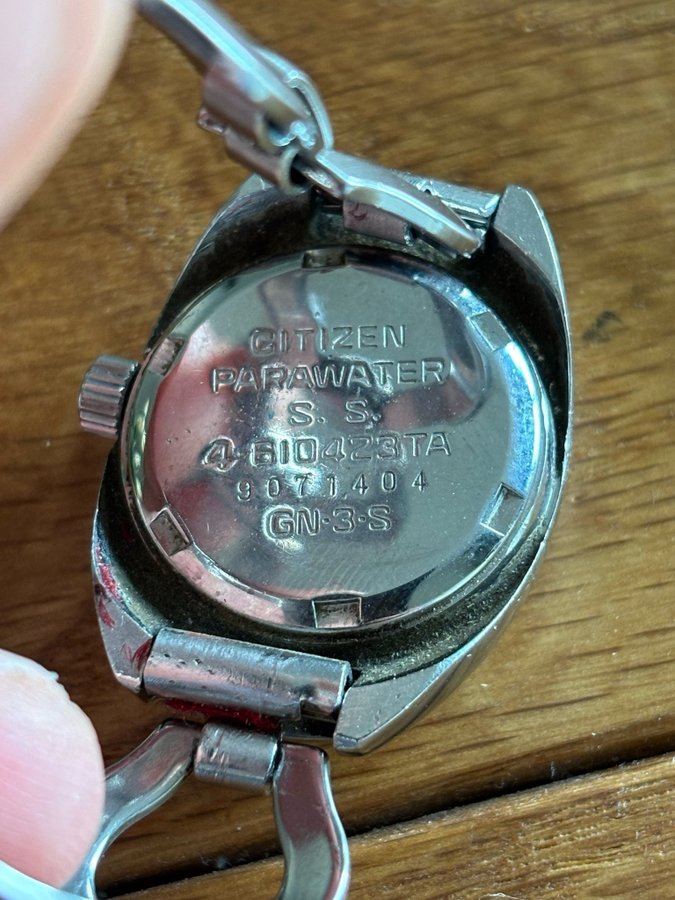 CITIZEN
PARAWATER
S. S.
4-610423TA
9071404
GN-3-S